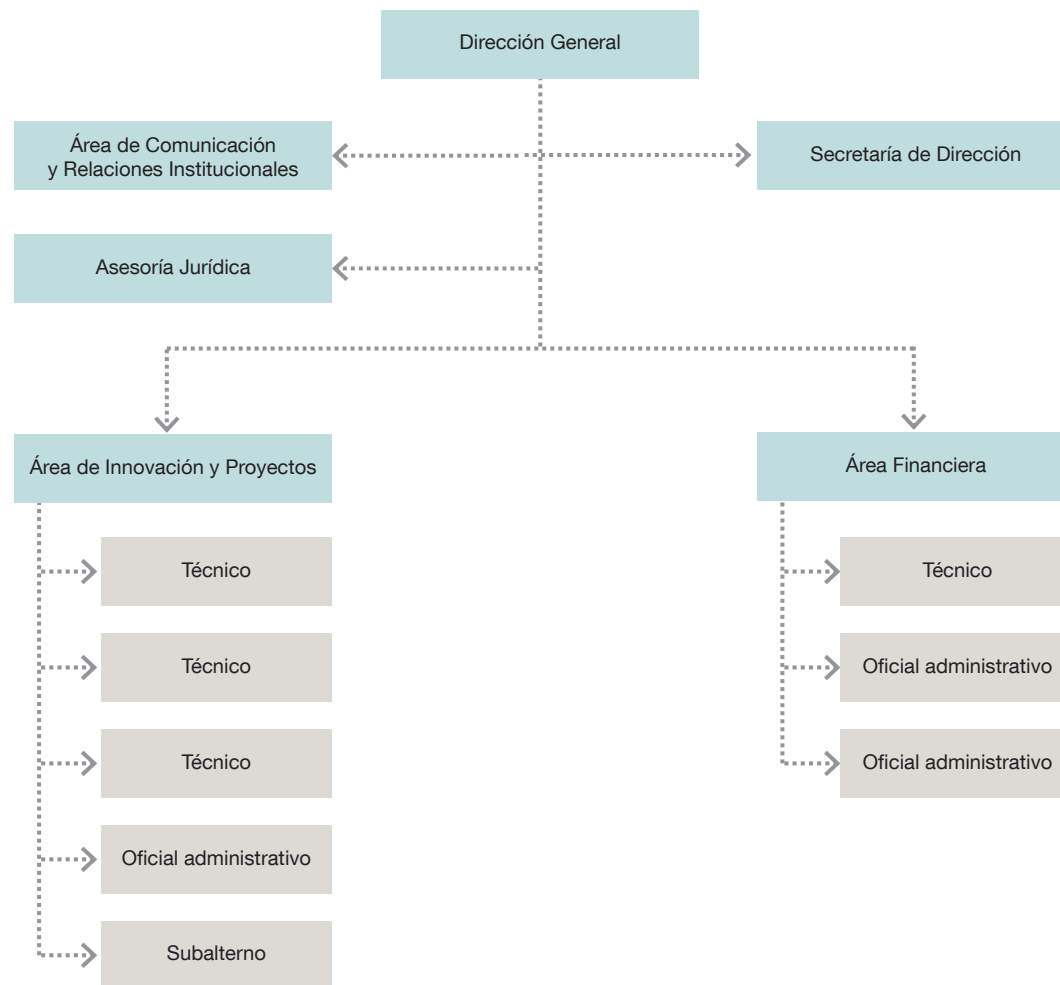 Dirección General
Área de Comunicación
y Relaciones Institucionales
Secretaría de Dirección
Asesoría Jurídica
Área de Innovación y Proyectos
Técnico
Técnico
Técnico
Oficial administrativo
Subalterno
Área Financiera
Técnico
Oficial administrativo
Oficial administrativo